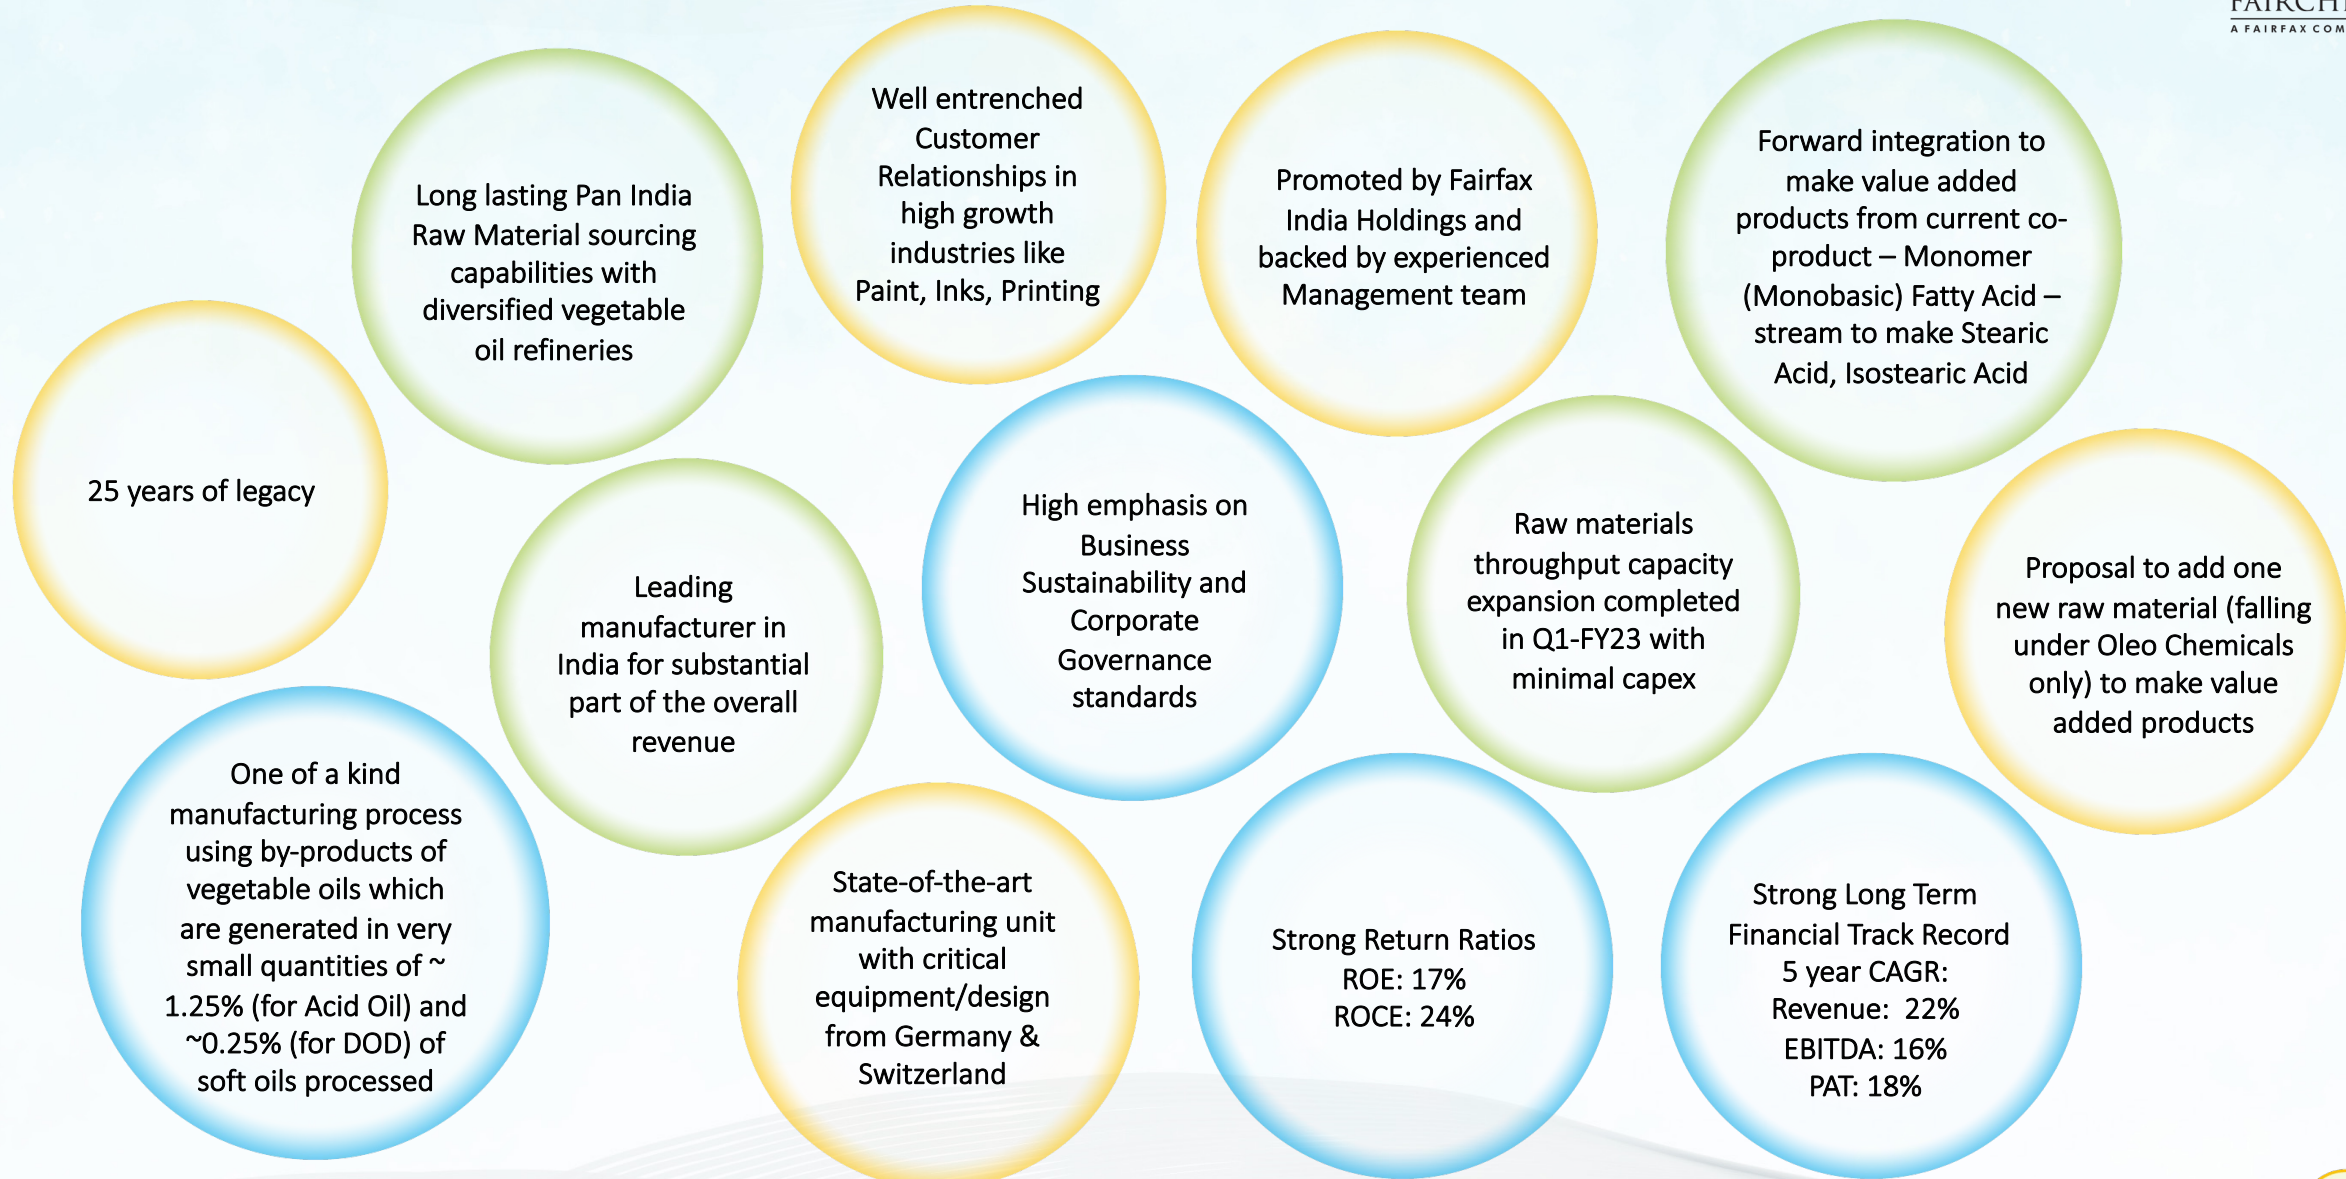 FAIRCHE
A FAIRFAX COM
Long lasting Pan India
Raw Material sourcing
capabilities with
diversified vegetable
oil refineries
Well entrenched
Customer
Relationships in
high growth
industries like
Paint, Inks, Printing
Promoted by Fairfax
India Holdings and
backed by experienced
Management team
Forward integration to
make value added
products from current co-
product – Monomer
(Monobasic) Fatty Acid –
stream to make Stearic
Acid, Isostearic Acid
25 years of legacy
Leading
manufacturer in
India for substantial
part of the overall
revenue
High emphasis on
Business
Sustainability and
Corporate
Governance
standards
Raw materials
throughput capacity
expansion completed
in Q1-FY23 with
minimal capex
Proposal to add one
new raw material (falling
under Oleo Chemicals
only) to make value
added products
One of a kind
manufacturing process
using by-products of
vegetable oils which
are generated in very
small quantities of ~
1.25% (for Acid Oil) and
~0.25% (for DOD) of
soft oils processed
State-of-the-art
manufacturing unit
with critical
equipment/design
from Germany &
Switzerland
Strong Return Ratios
ROE: 17%
ROCE: 24%
Strong Long Term
Financial Track Record
5 year CAGR:
Revenue: 22%
EBITDA: 16%
PAT: 18%